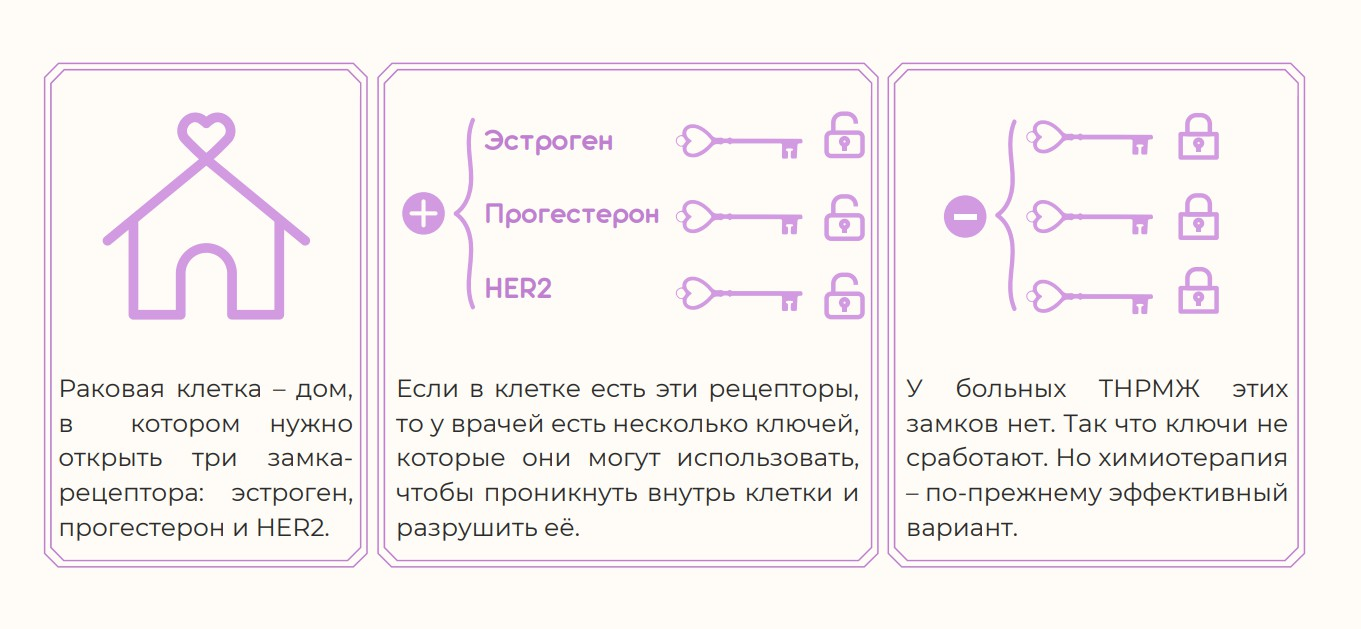 Эстроген
Прогестерон
HER2
Раковая клетка – дом,
в котором нужно
открыть три замка-
рецептора: эстроген,
прогестерон и HER2.
Если в клетке есть эти рецепторы,
то у врачей есть несколько ключей,
которые они могут использовать,
чтобы проникнуть внутрь клетки и
разрушить её.
У больных ТНРМЖ этих
замков нет. Так что ключи не
сработают. Но химиотерапия
– по-прежнему эффективный
вариант.